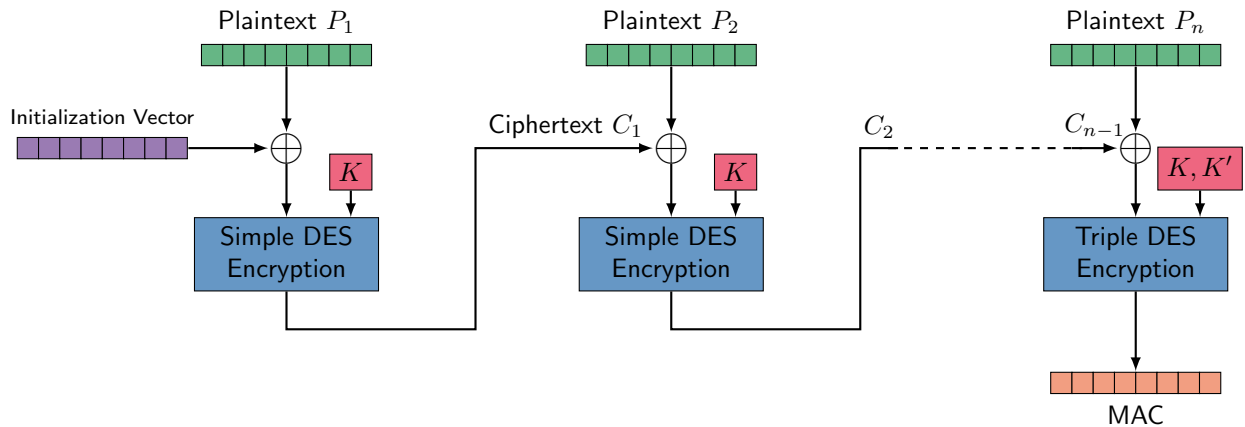 Plaintext P₁
Plaintext P₂
Plaintext Pₙ
Initialization Vector
Ciphertext C₁
C₂
Cₙ₋₁
K
K
K, K′
Simple DES
Encryption
Simple DES
Encryption
Triple DES
Encryption
MAC